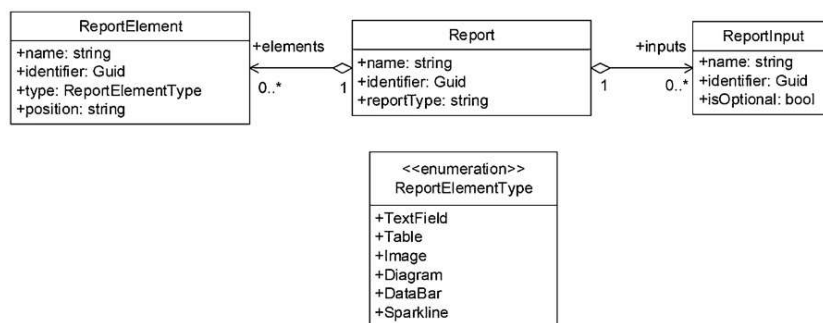 ReportElement
+name: string
+identifier: Guid
+type: ReportElementType
+position: string
+elements
0..*
1
Report
+name: string
+identifier: Guid
+reportType: string
+inputs
1
0..*
ReportInput
+name: string
+identifier: Guid
+isOptional: bool
<<enumeration>>
ReportElementType
+TextField
+Table
+Image
+Diagram
+DataBar
+Sparkline